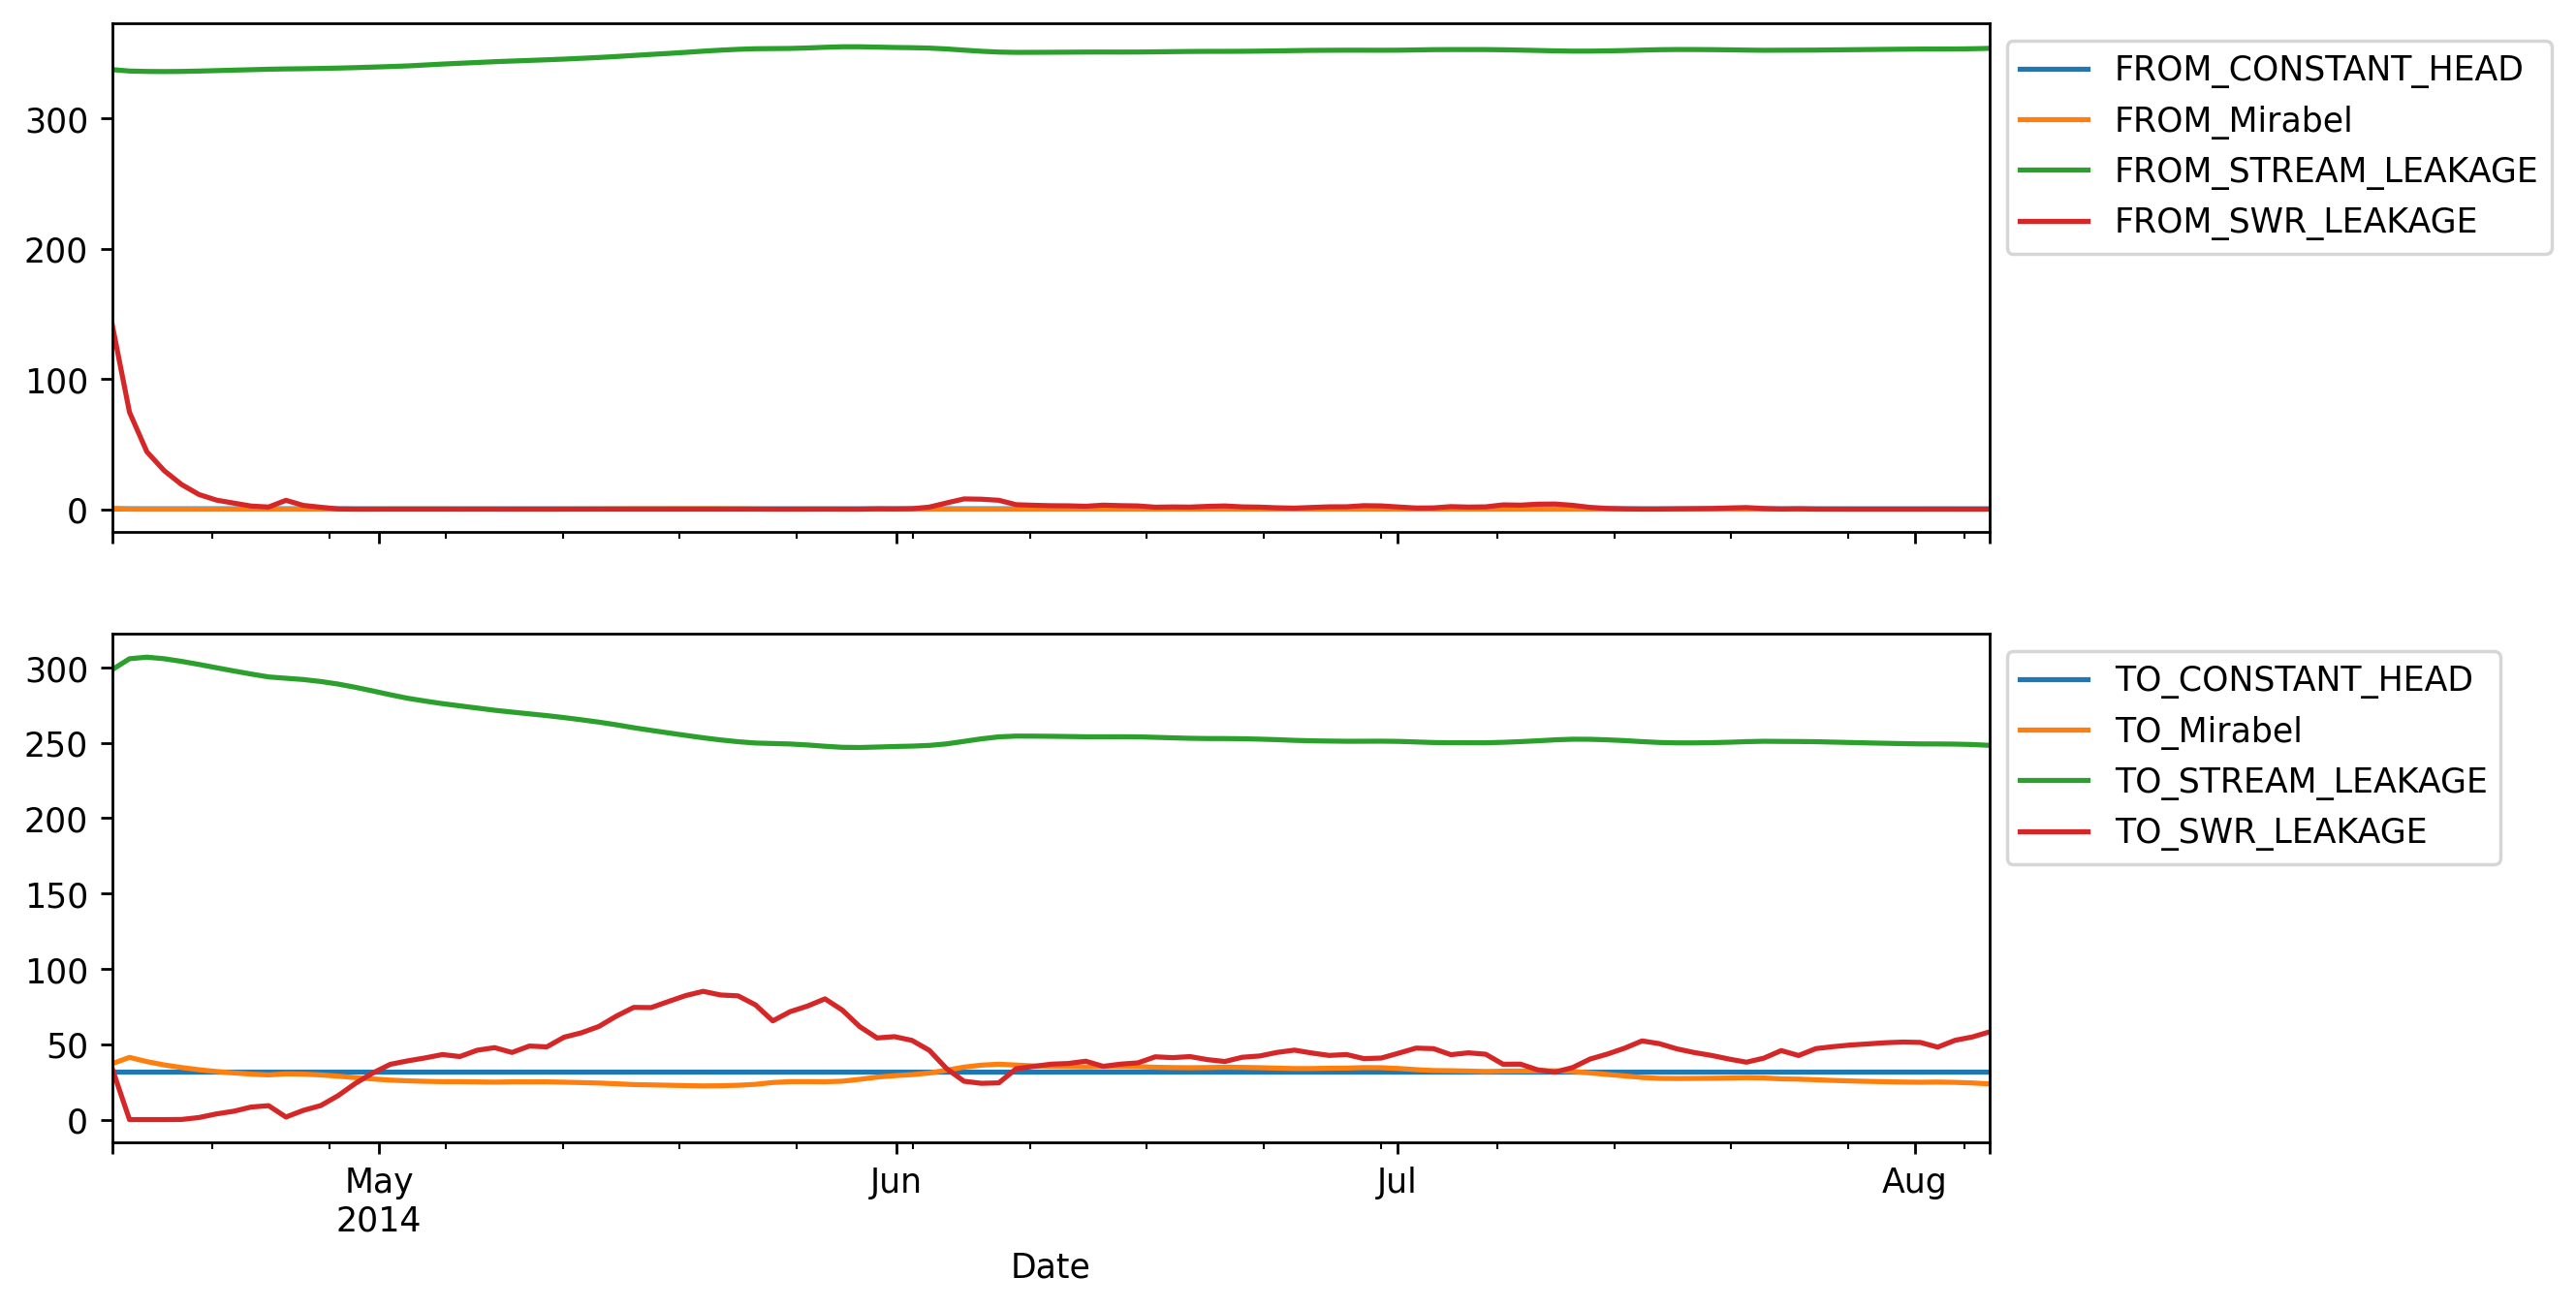 300
200
100
0
FROM_CONSTANT_HEAD
FROM_Mirabel
FROM_STREAM_LEAKAGE
FROM_SWR_LEAKAGE
300
250
200
150
100
50
0
TO_CONSTANT_HEAD
TO_Mirabel
TO_STREAM_LEAKAGE
TO_SWR_LEAKAGE
May
2014
Jun
Jul
Aug
Date